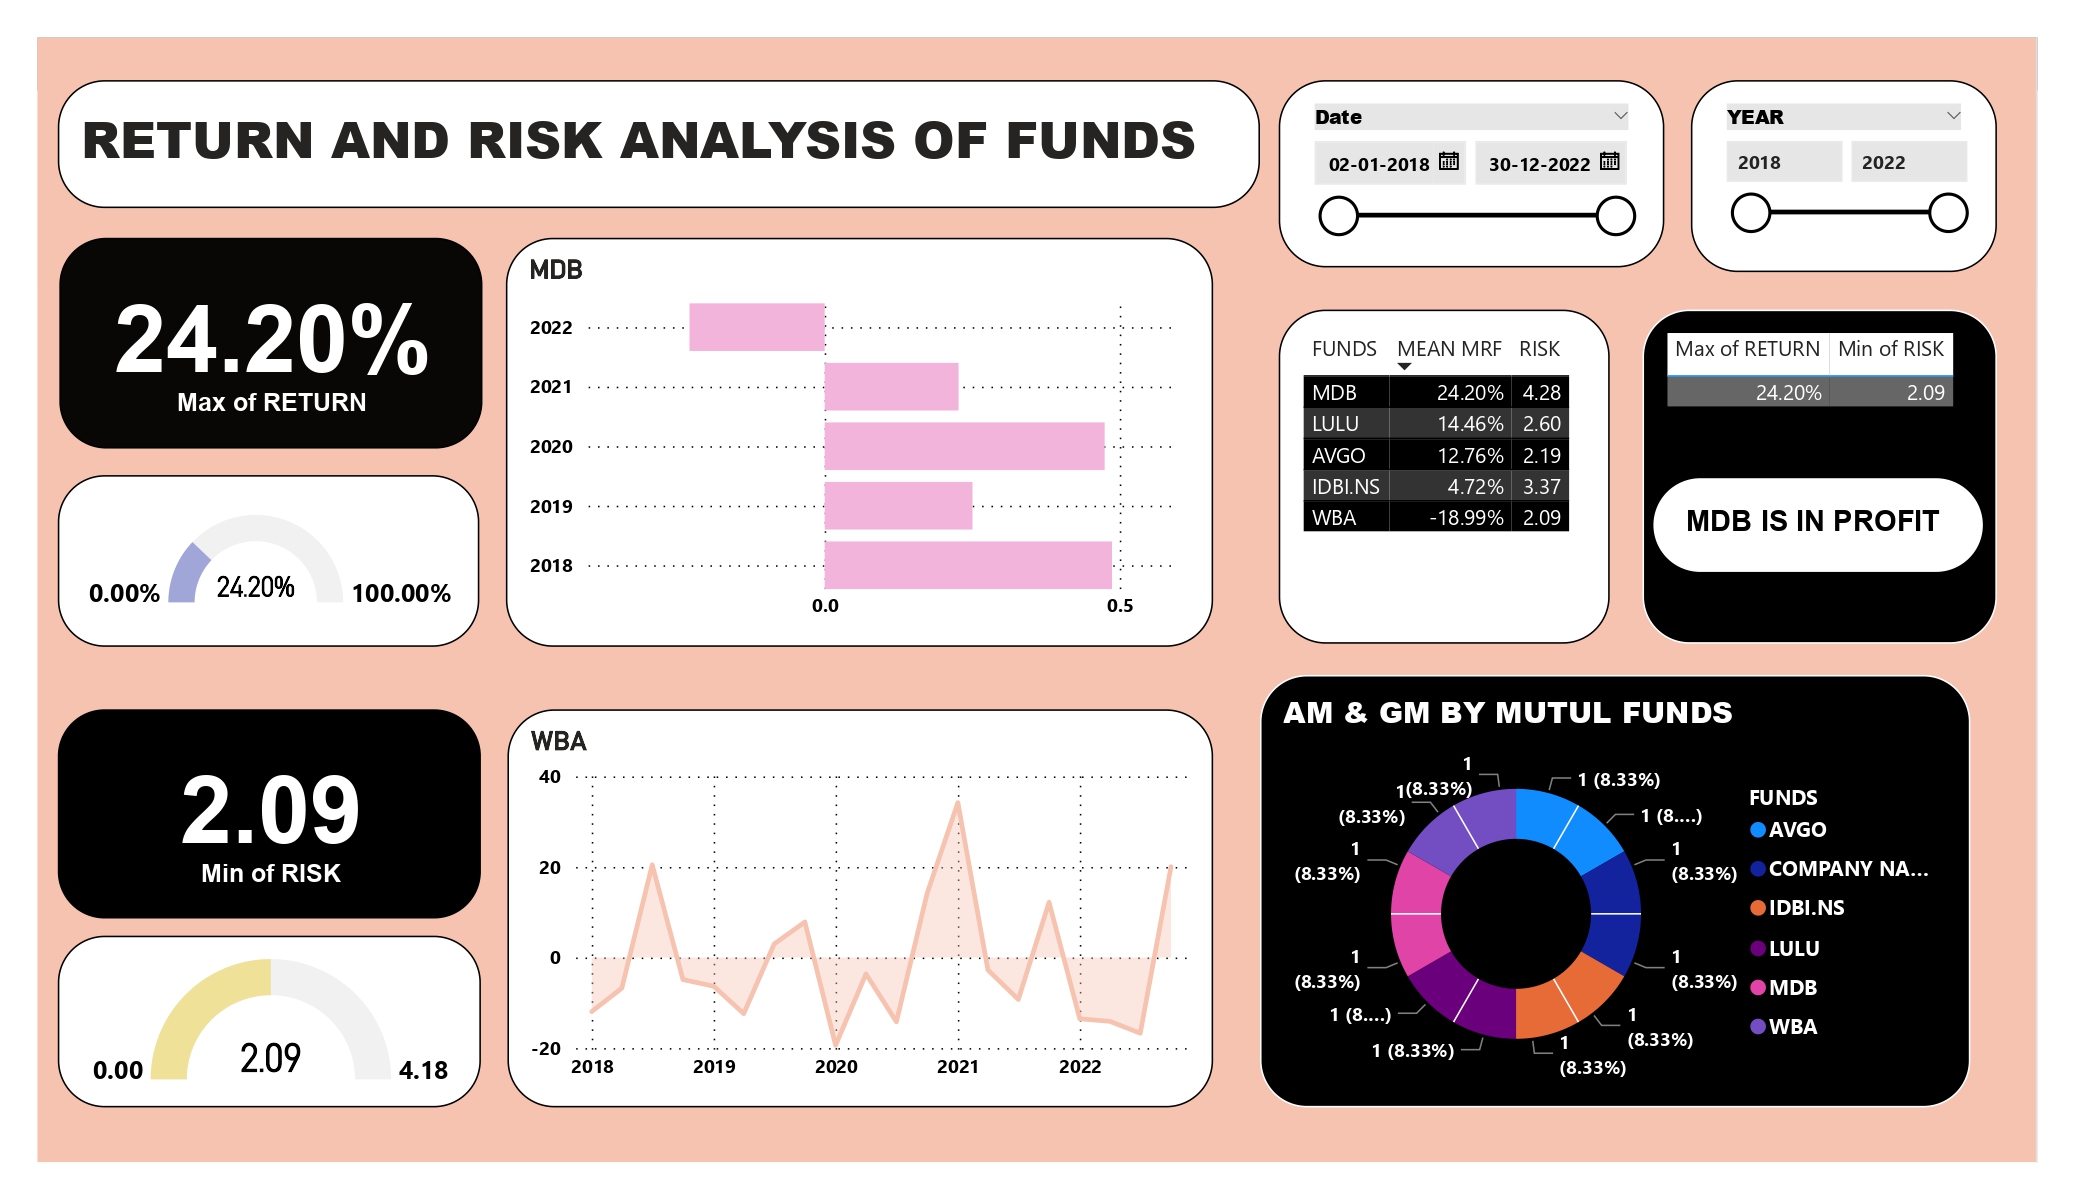 RETURN AND RISK ANALYSIS OF FUNDS
Date
02-01-2018
30-12-2022
YEAR
2018
2022
24.20%
Max of RETURN
0.00%
24.20%
100.00%
MDB
2022
2021
2020
2019
2018
0.0
0.5
FUNDS MEAN MRF RISK
MDB 24.20% 4.28
LULU 14.46% 2.60
AVGO 12.76% 2.19
IDBI.NS 4.72% 3.37
WBA -18.99% 2.09
Max of RETURN Min of RISK
24.20% 2.09
MDB IS IN PROFIT
2.09
Min of RISK
0.00
2.09
4.18
WBA
40
20
0
-20
2018
2019
2020
2021
2022
AM & GM BY MUTUL FUNDS
1 (8.33%)
1 (8....)
1
(8.33%)
1
(8.33%)
1
(8.33%)
1
(8.33%)
1 (8.33%)
1 (8....)
1
(8.33%)
1
(8.33%)
1
(8.33%)
1
(8.33%)
FUNDS
AVGO
COMPANY NA...
IDBI.NS
LULU
MDB
WBA